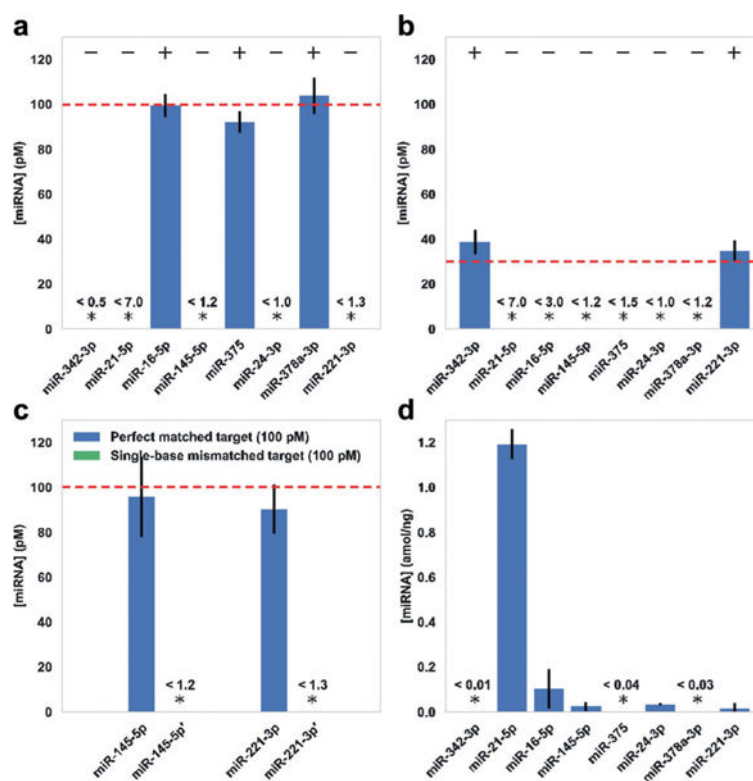 a
− − + − + − + −
120
100
80
60
40
20
0
[miRNA] (pM)
< 0.5 < 7.0 < 1.2 < 1.0 < 1.3
* * * * *
miR-342-3p miR-21-5p miR-16-5p miR-145-5p miR-375 miR-24-3p miR-378a-3p miR-221-3p
b
+ − − − − − − +
120
100
80
60
40
20
0
[miRNA] (pM)
< 7.0 < 3.0 < 1.2 < 1.5 < 1.0 < 1.2
* * * * * *
miR-342-3p miR-21-5p miR-16-5p miR-145-5p miR-375 miR-24-3p miR-378a-3p miR-221-3p
c
Perfect matched target (100 pM)
Single-base mismatched target (100 pM)
120
100
80
60
40
20
0
[miRNA] (pM)
< 1.2 < 1.3
* *
miR-145-5p miR-145-5p' miR-221-3p miR-221-3p'
d
1.2
1.0
0.8
0.6
0.4
0.2
0.0
[miRNA] (amol/ng)
< 0.01 < 0.04 < 0.03
* * *
miR-342-3p miR-21-5p miR-16-5p miR-145-5p miR-375 miR-24-3p miR-378a-3p miR-221-3p